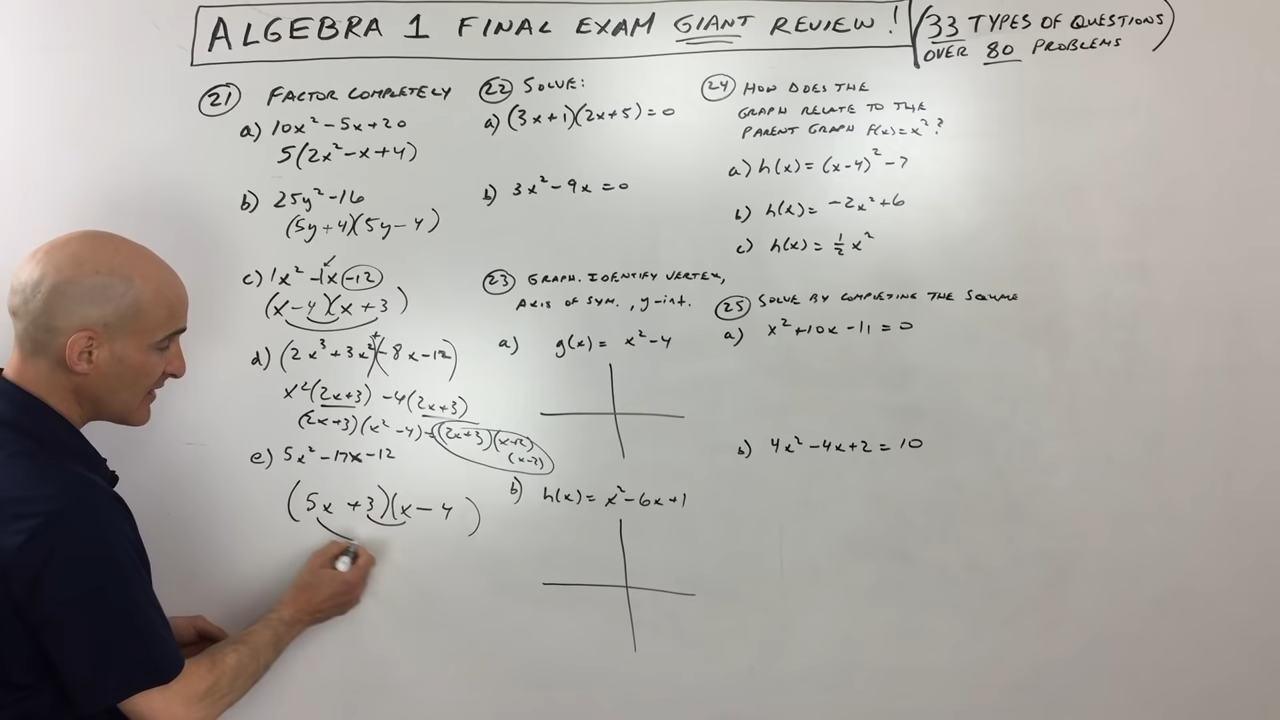 ALGEBRA 1 FINAL EXAM GIANT REVIEW!
(33 TYPES OF QUESTIONS
OVER 80 PROBLEMS)
(21) FACTOR COMPLETELY
a) 10x² - 5x + 20
5(2x² - x + 4)
b) 25y² - 16
(5y + 4)(5y - 4)
c) 1x² - 1x - 12
(x - 4)(x + 3)
d) (2x³ + 3x²)+(-8x - 12)
x²(2x+3) - 4(2x+3)
(2x+3)(x² - 4) = (2x+3)(x+2)
(x-2)
e) 5x² - 17x - 12
(5x + 3)(x - 4)
(22) SOLVE:
a) (3x+1)(2x+5) = 0
b) 3x² - 9x = 0
(23) GRAPH. IDENTIFY VERTEX,
AXIS OF SYM., y-int.
a) g(x) = x² - 4
b) h(x) = x² - 6x + 1
(24) HOW DOES THE
GRAPH RELATE TO THE
PARENT GRAPH f(x) = x²?
a) h(x) = (x-4)² - 7
b) h(x) = -2x² + 6
c) h(x) = ½ x²
(25) SOLVE BY COMPLETING THE SQUARE
a) x² + 10x - 11 = 0
b) 4x² - 4x + 2 = 10